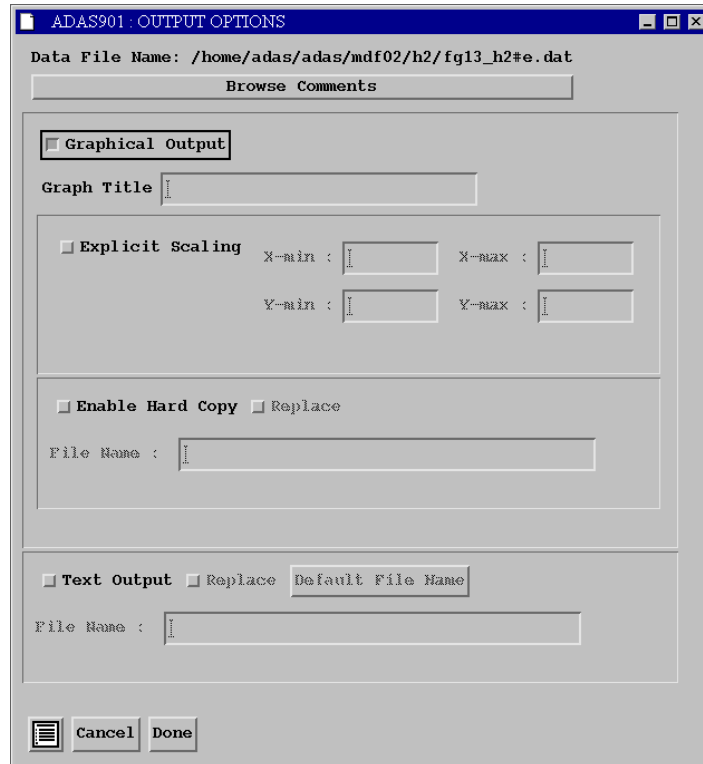 ADAS901 : OUTPUT OPTIONS
Data File Name: /home/adas/adas/mdf02/h2/fg13_h2#e.dat
Browse Comments
Graphical Output
Graph Title
Explicit Scaling X-min : X-max :
Y-min : Y-max :
Enable Hard Copy Replace
File Name :
Text Output Replace Default File Name
File Name :
Cancel Done